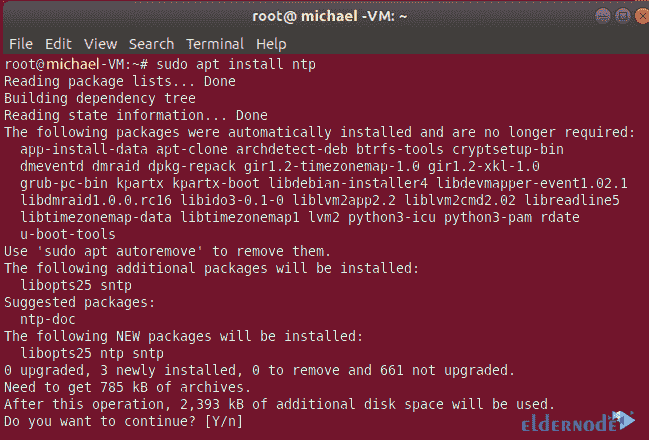 root@ michael -VM: ~
File Edit View Search Terminal Help
root@michael-VM:~# sudo apt install ntp
Reading package lists... Done
Building dependency tree
Reading state information... Done
The following packages were automatically installed and are no longer required:
  app-install-data apt-clone archdetect-deb btrfs-tools cryptsetup-bin
  dmeventd dmraid dpkg-repack gir1.2-timezonemap-1.0 gir1.2-xkl-1.0
  grub-pc-bin kpartx kpartx-boot libdebian-installer4 libdevmapper-event1.02.1
  libdmraid1.0.0.rc16 libido3-0.1-0 liblvm2app2.2 liblvm2cmd2.02 libreadline5
  libtimezonemap-data libtimezonemap1 lvm2 python3-icu python3-pam rdate
  u-boot-tools
Use 'sudo apt autoremove' to remove them.
The following additional packages will be installed:
  libopts25 sntp
Suggested packages:
  ntp-doc
The following NEW packages will be installed:
  libopts25 ntp sntp
0 upgraded, 3 newly installed, 0 to remove and 661 not upgraded.
Need to get 785 kB of archives.
After this operation, 2,393 kB of additional disk space will be used.
Do you want to continue? [Y/n]
ELDERNODE